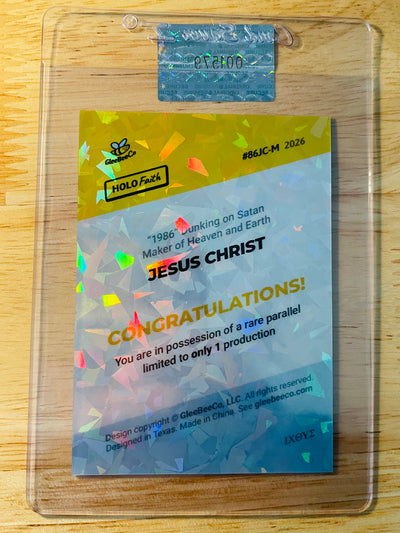 001579
GleeBeeCo
#86JC-M 2026
HOLO Faith
"1986" Dunking on Satan
Maker of Heaven and Earth
JESUS CHRIST
CONGRATULATIONS!
You are in possession of a rare parallel
limited to only 1 production
Design copyright © GleeBeeCo, LLC. All rights reserved.
Designed in Texas. Made in China. See gleebeeco.com
ΙΧΘΥΣ